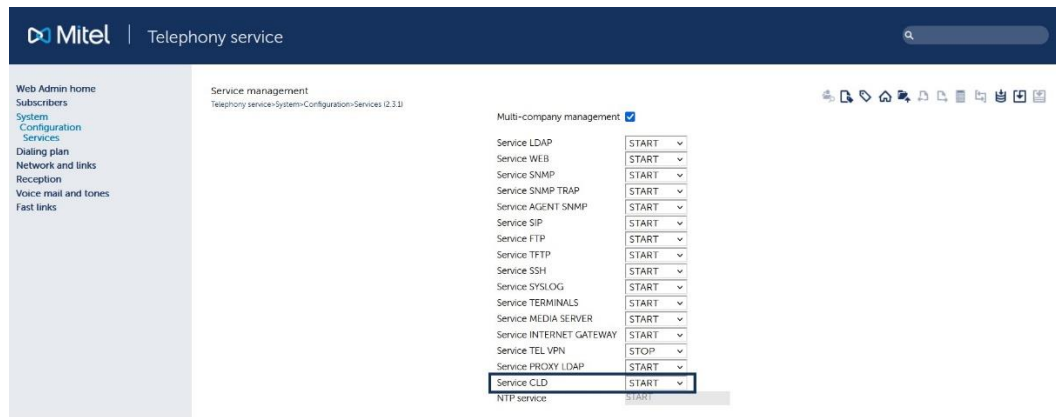 Mitel | Telephony service
Web Admin home
Subscribers
System
Configuration
Services
Dialing plan
Network and links
Reception
Voice mail and tones
Fast links
Service management
Telephony service>System>Configuration>Services (2.3.1)
Multi-company management
Service LDAP START
Service WEB START
Service SNMP START
Service SNMP TRAP START
Service AGENT SNMP START
Service SIP START
Service FTP START
Service TFTP START
Service SSH START
Service SYSLOG START
Service TERMINALS START
Service MEDIA SERVER START
Service INTERNET GATEWAY START
Service TEL VPN STOP
Service PROXY LDAP START
Service CLD START
NTP service START